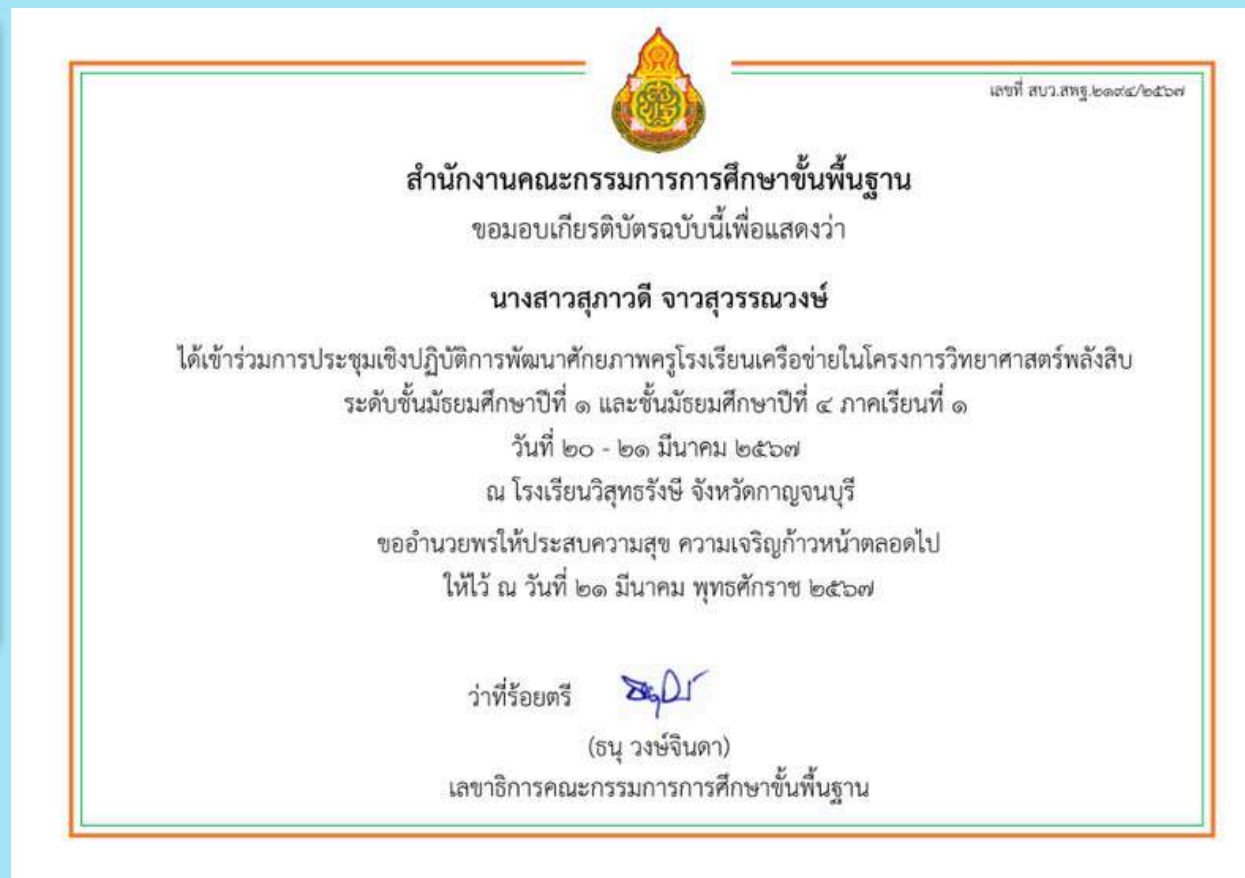 เลขที่ สบว.สพฐ.๒๑๙๔/๒๕๖๗
สำนักงานคณะกรรมการการศึกษาขั้นพื้นฐาน
ขอมอบเกียรติบัตรฉบับนี้เพื่อแสดงว่า
นางสาวสุภาวดี จาวสุวรรณวงษ์
ได้เข้าร่วมการประชุมเชิงปฏิบัติการพัฒนาศักยภาพครูโรงเรียนเครือข่ายในโครงการวิทยาศาสตร์พลังสิบ
ระดับชั้นมัธยมศึกษาปีที่ ๑ และชั้นมัธยมศึกษาปีที่ ๔ ภาคเรียนที่ ๑
วันที่ ๒๐ - ๒๑ มีนาคม ๒๕๖๗
ณ โรงเรียนวิสุทธรังษี จังหวัดกาญจนบุรี
ขออำนวยพรให้ประสบความสุข ความเจริญก้าวหน้าตลอดไป
ให้ไว้ ณ วันที่ ๒๑ มีนาคม พุทธศักราช ๒๕๖๗
ว่าที่ร้อยตรี
(ธนุ วงษ์จินดา)
เลขาธิการคณะกรรมการการศึกษาขั้นพื้นฐาน